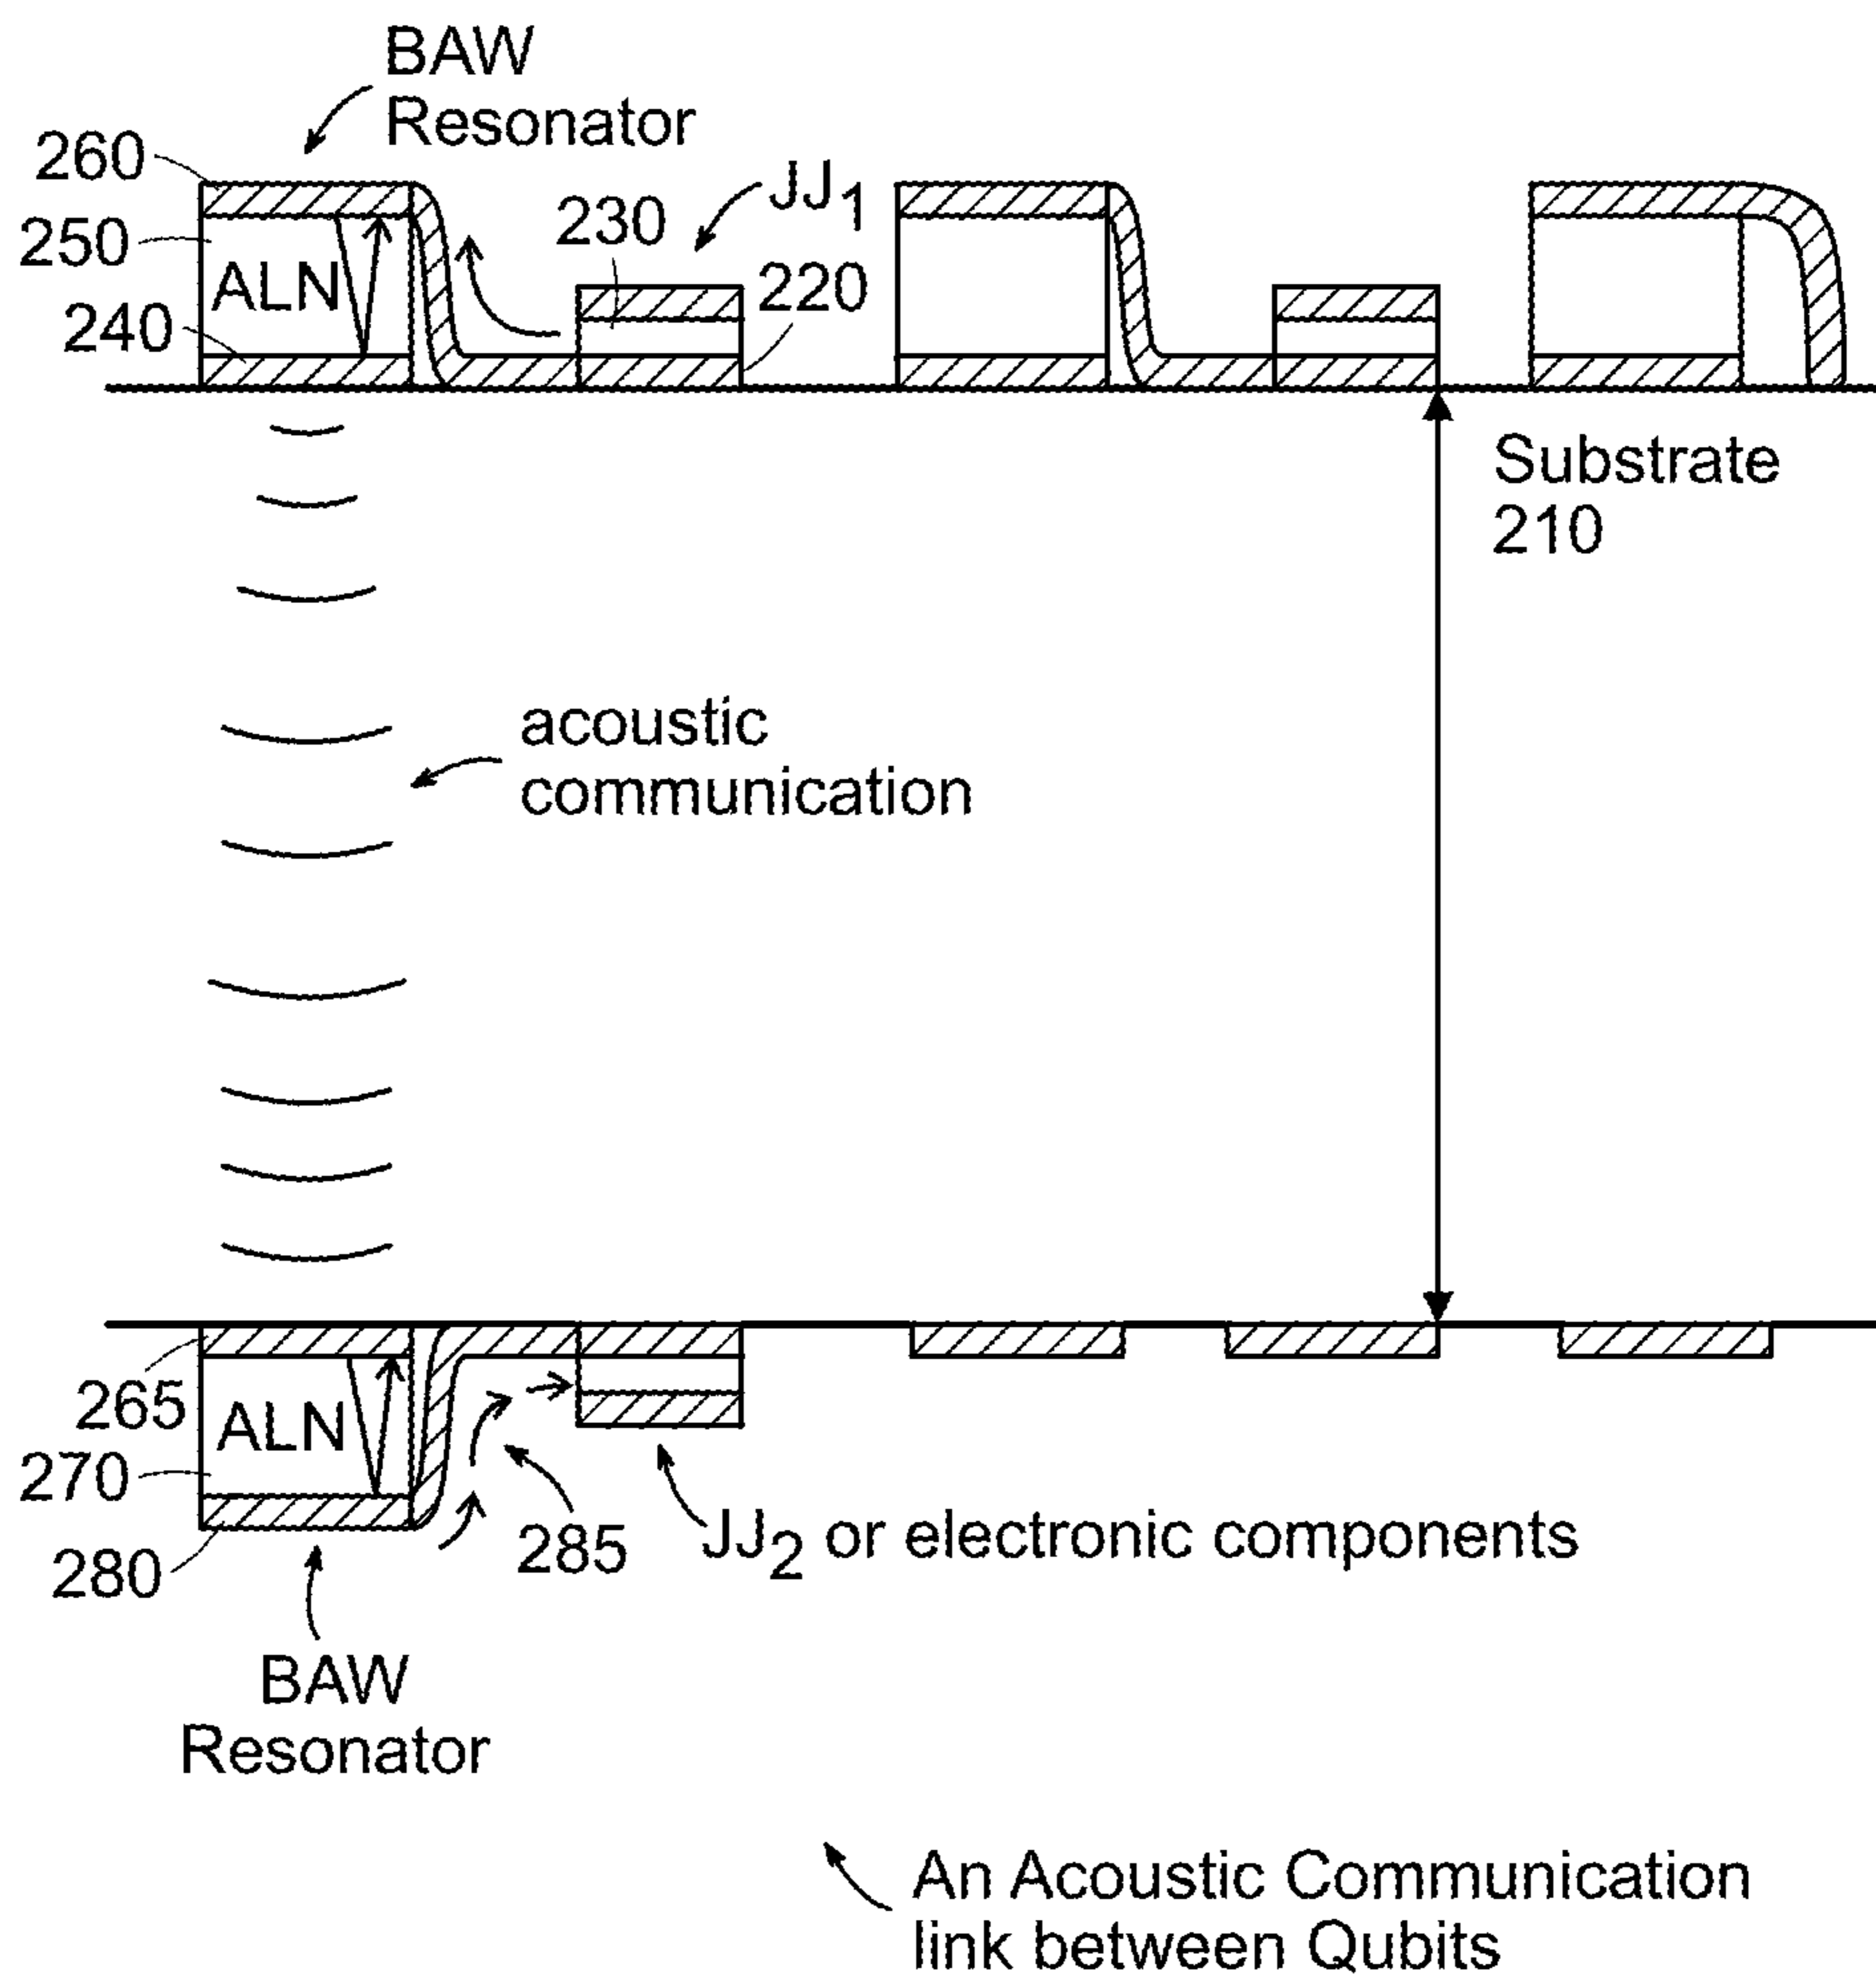 BAW
Resonator
260
JJ1
230
250
220
ALN
240
Substrate
210
acoustic
communication
265
ALN
270
285
JJ2 or electronic components
280
BAW
Resonator
An Acoustic Communication
link between Qubits